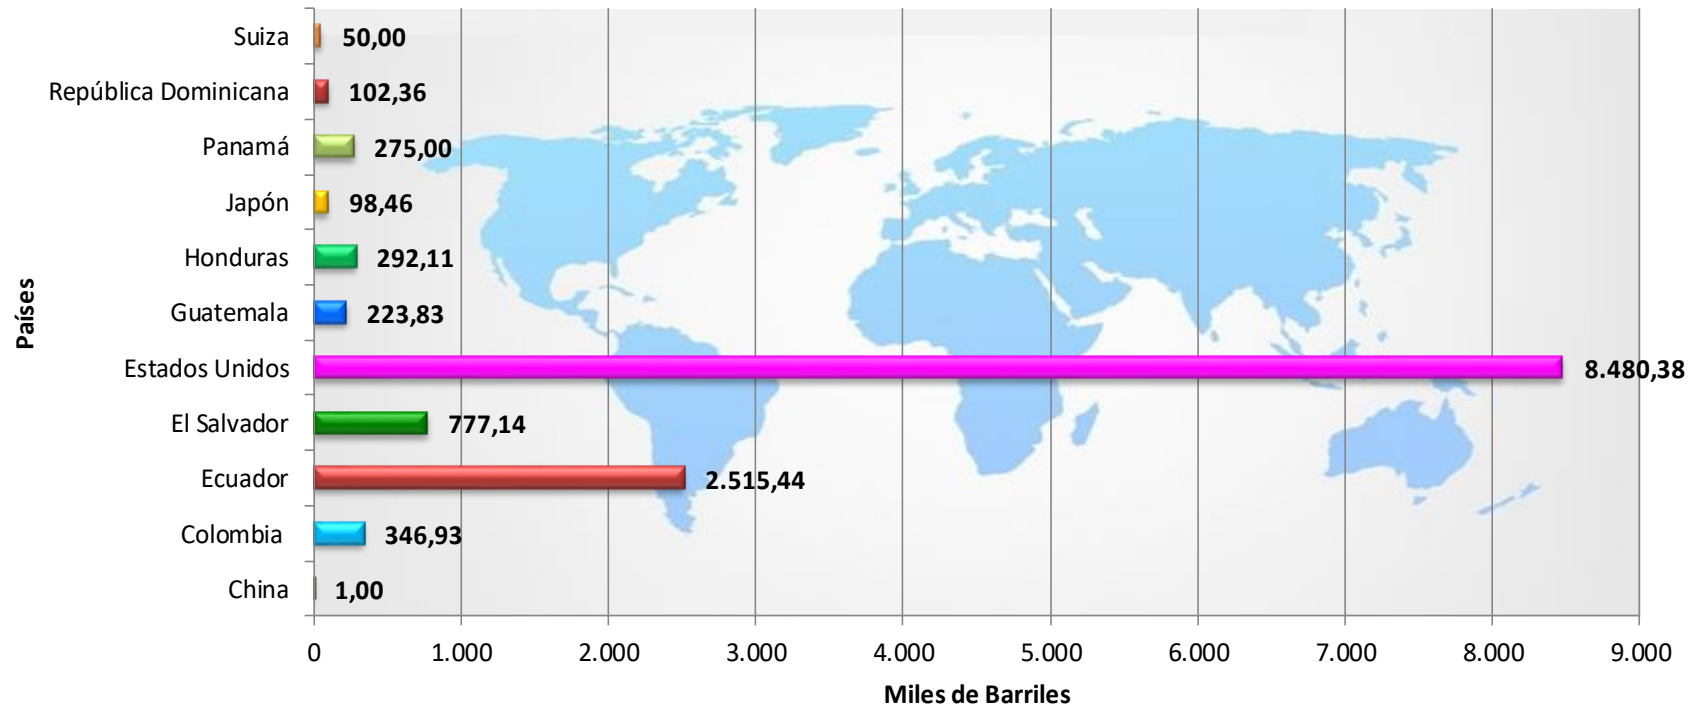 Suiza 50,00
República Dominicana 102,36
Panamá 275,00
Japón 98,46
Honduras 292,11
Guatemala 223,83
Estados Unidos 8.480,38
El Salvador 777,14
Ecuador 2.515,44
Colombia 346,93
China 1,00
Países
0 1.000 2.000 3.000 4.000 5.000 6.000 7.000 8.000 9.000
Miles de Barriles